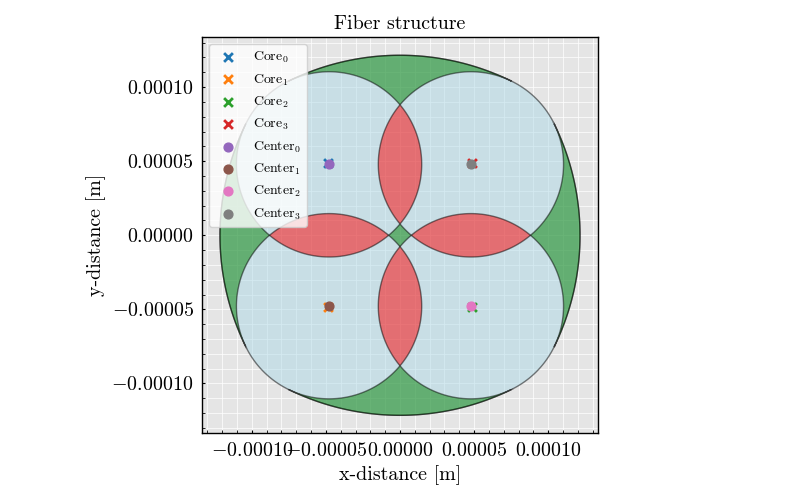 Fiber structure
Core₀
Core₁
Core₂
Core₃
Center₀
Center₁
Center₂
Center₃
0.00010
0.00005
0.00000
−0.00005
−0.00010
y-distance [m]
−0.00010 −0.00005 0.00000 0.00005 0.00010
x-distance [m]